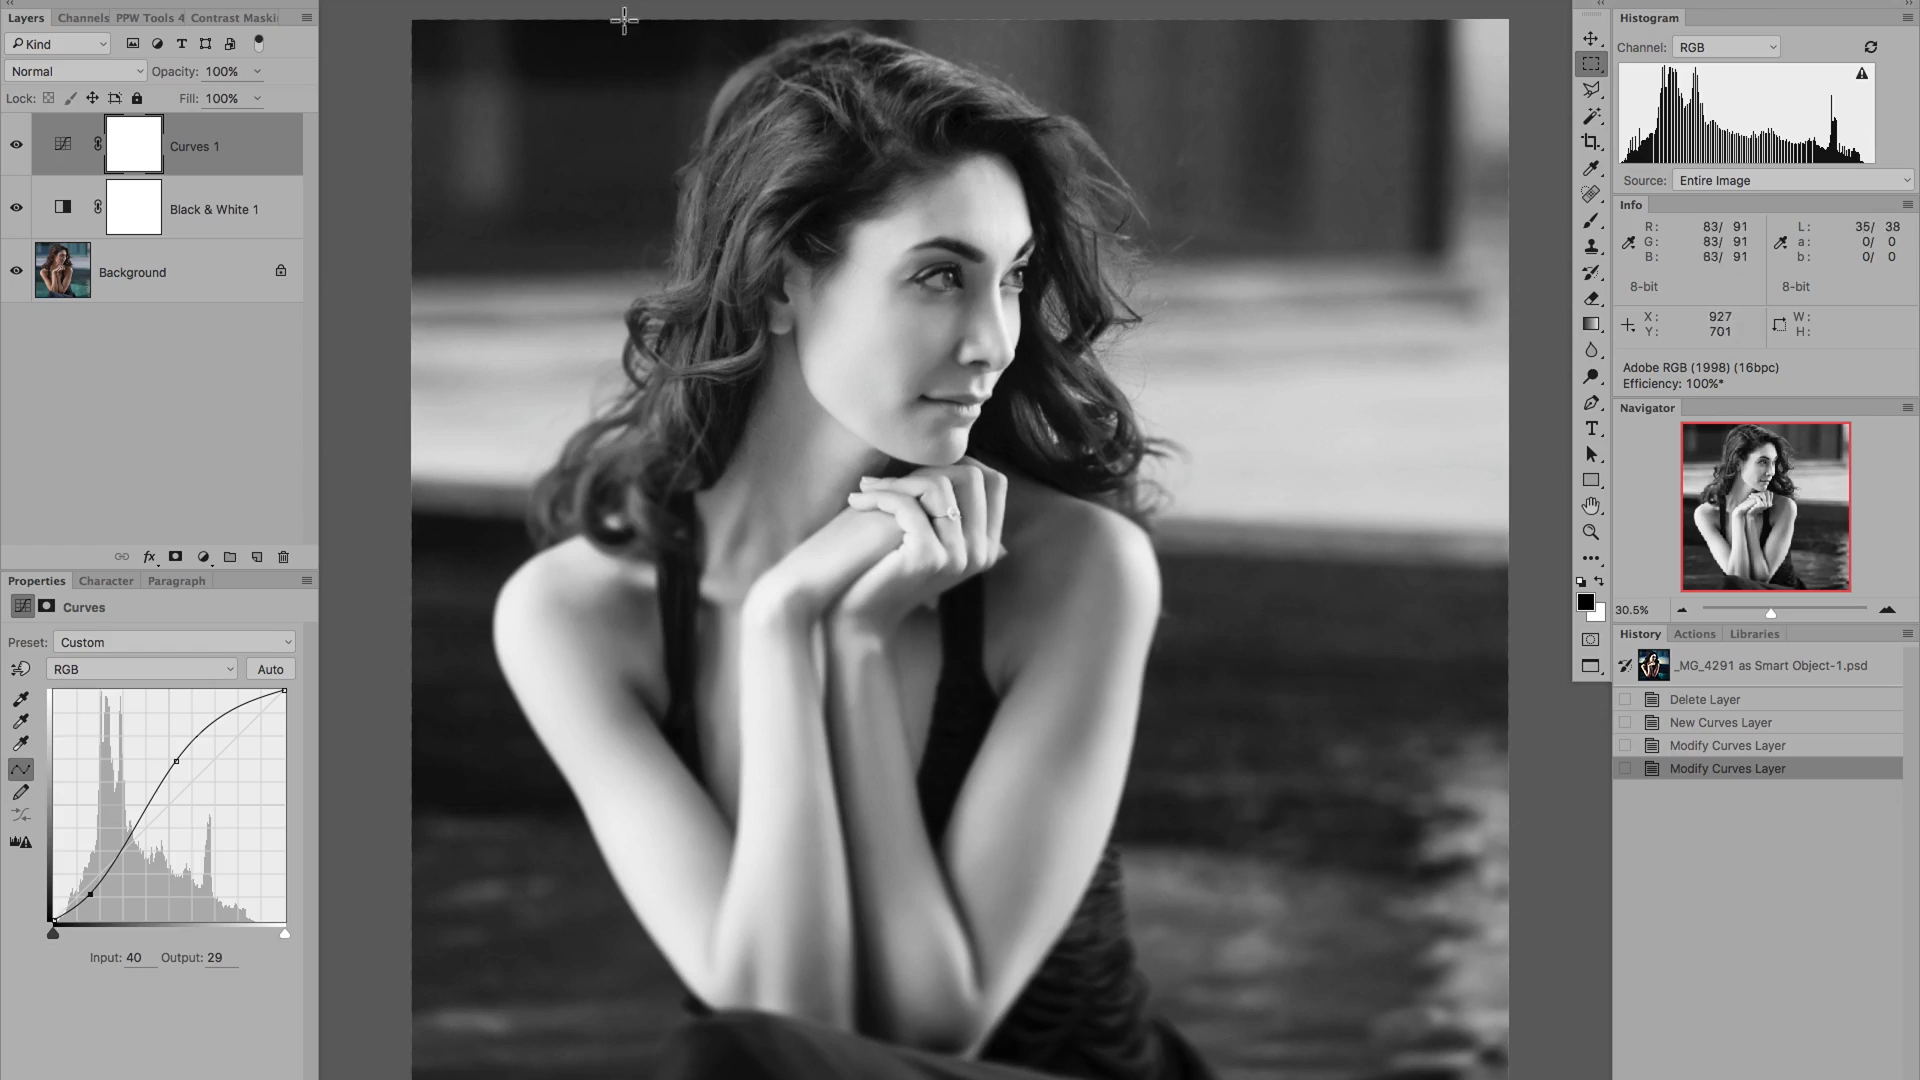 Layers Channels PPW Tools 4 Contrast Maski
Kind
Normal Opacity: 100%
Lock: Fill: 100%
Curves 1
Black & White 1
Background
fx
Properties Character Paragraph
Curves
Preset: Custom
RGB Auto
Input: 40 Output: 29
Histogram
Channel: RGB
Source: Entire Image
Info
R: 83/ 91 L: 35/ 38
G: 83/ 91 a: 0/ 0
B: 83/ 91 b: 0/ 0
8-bit 8-bit
X: 927 W:
Y: 701 H:
Adobe RGB (1998) (16bpc)
Efficiency: 100%*
Navigator
30.5%
History Actions Libraries
_MG_4291 as Smart Object-1.psd
Delete Layer
New Curves Layer
Modify Curves Layer
Modify Curves Layer